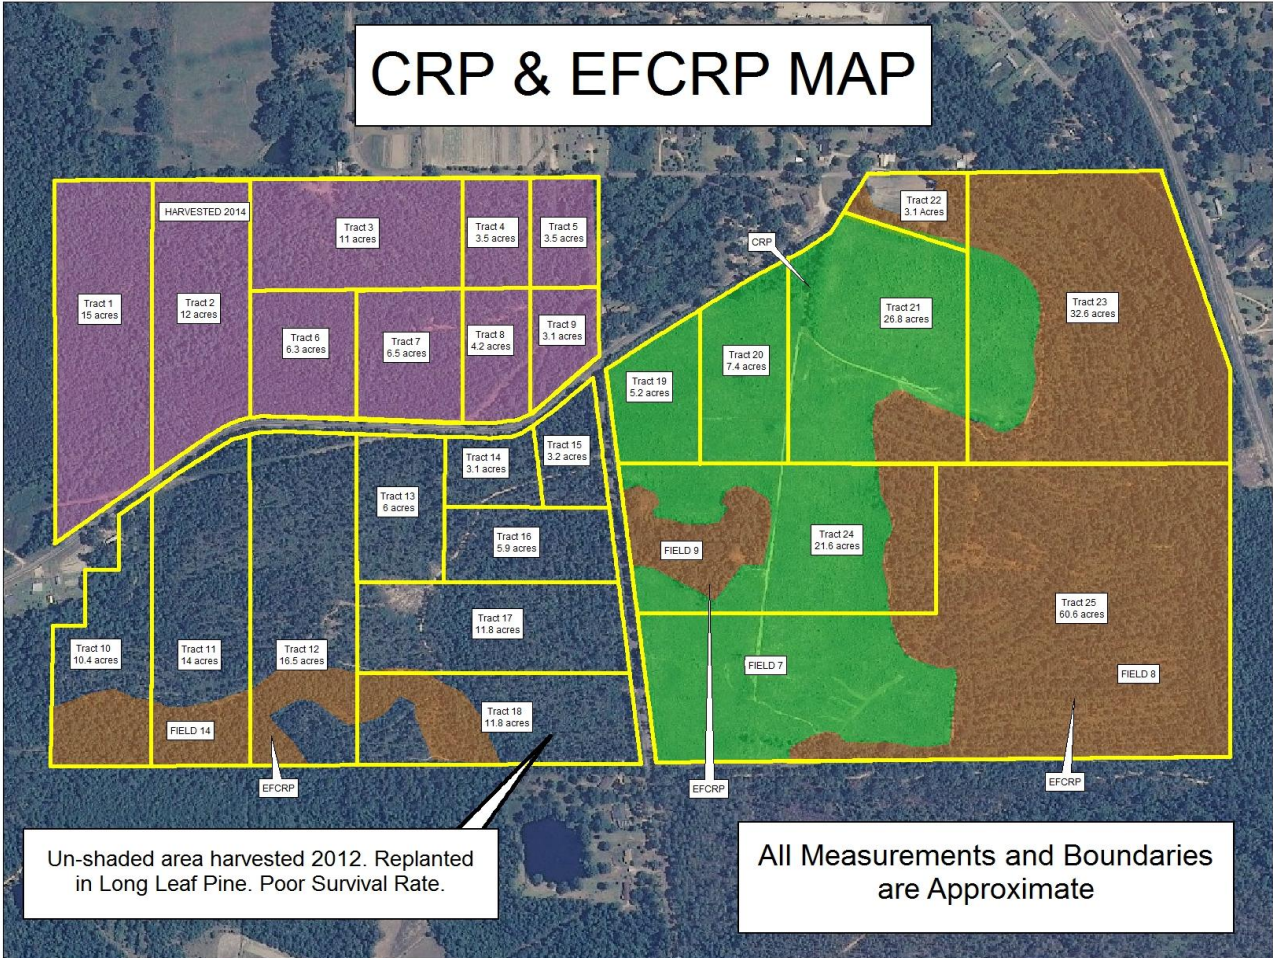 CRP & EFCRP MAP
HARVESTED 2014
Tract 1
15 acres
Tract 2
12 acres
Tract 3
11 acres
Tract 4
3.5 acres
Tract 5
3.5 acres
Tract 6
6.3 acres
Tract 7
6.5 acres
Tract 8
4.2 acres
Tract 9
3.1 acres
Tract 22
3.1 Acres
CRP
Tract 21
26.8 acres
Tract 23
32.6 acres
Tract 20
7.4 acres
Tract 19
5.2 acres
Tract 15
3.2 acres
Tract 14
3.1 acres
Tract 13
6 acres
Tract 16
5.9 acres
FIELD 9
Tract 24
21.6 acres
Tract 25
60.6 acres
Tract 10
10.4 acres
Tract 11
14 acres
Tract 12
16.5 acres
Tract 17
11.8 acres
FIELD 7
FIELD 8
Tract 18
11.8 acres
FIELD 14
EFCRP
EFCRP
EFCRP
Un-shaded area harvested 2012. Replanted
in Long Leaf Pine. Poor Survival Rate.
All Measurements and Boundaries
are Approximate